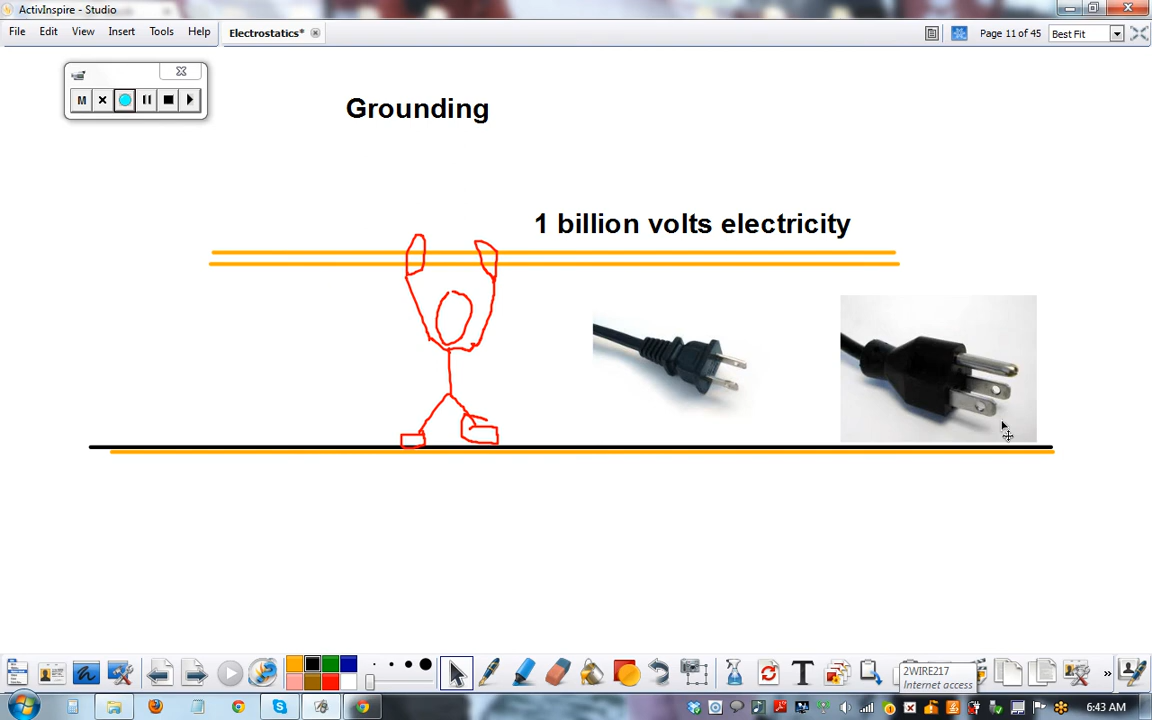 ActivInspire - Studio
File Edit View Insert Tools Help
Electrostatics*
Page 11 of 45
Best Fit
M
Grounding
1 billion volts electricity
2WIRE217
Internet access
T
»
6:43 AM